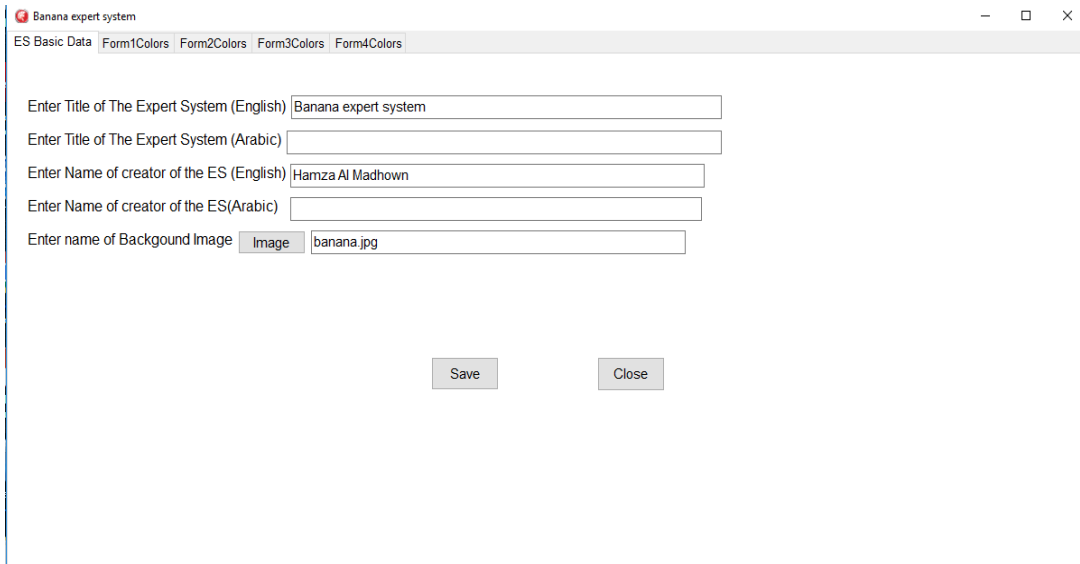 Banana expert system
ES Basic Data Form1Colors Form2Colors Form3Colors Form4Colors
Enter Title of The Expert System (English) Banana expert system
Enter Title of The Expert System (Arabic)
Enter Name of creator of the ES (English) Hamza Al Madhown
Enter Name of creator of the ES(Arabic)
Enter name of Backgound Image Image banana.jpg
Save Close